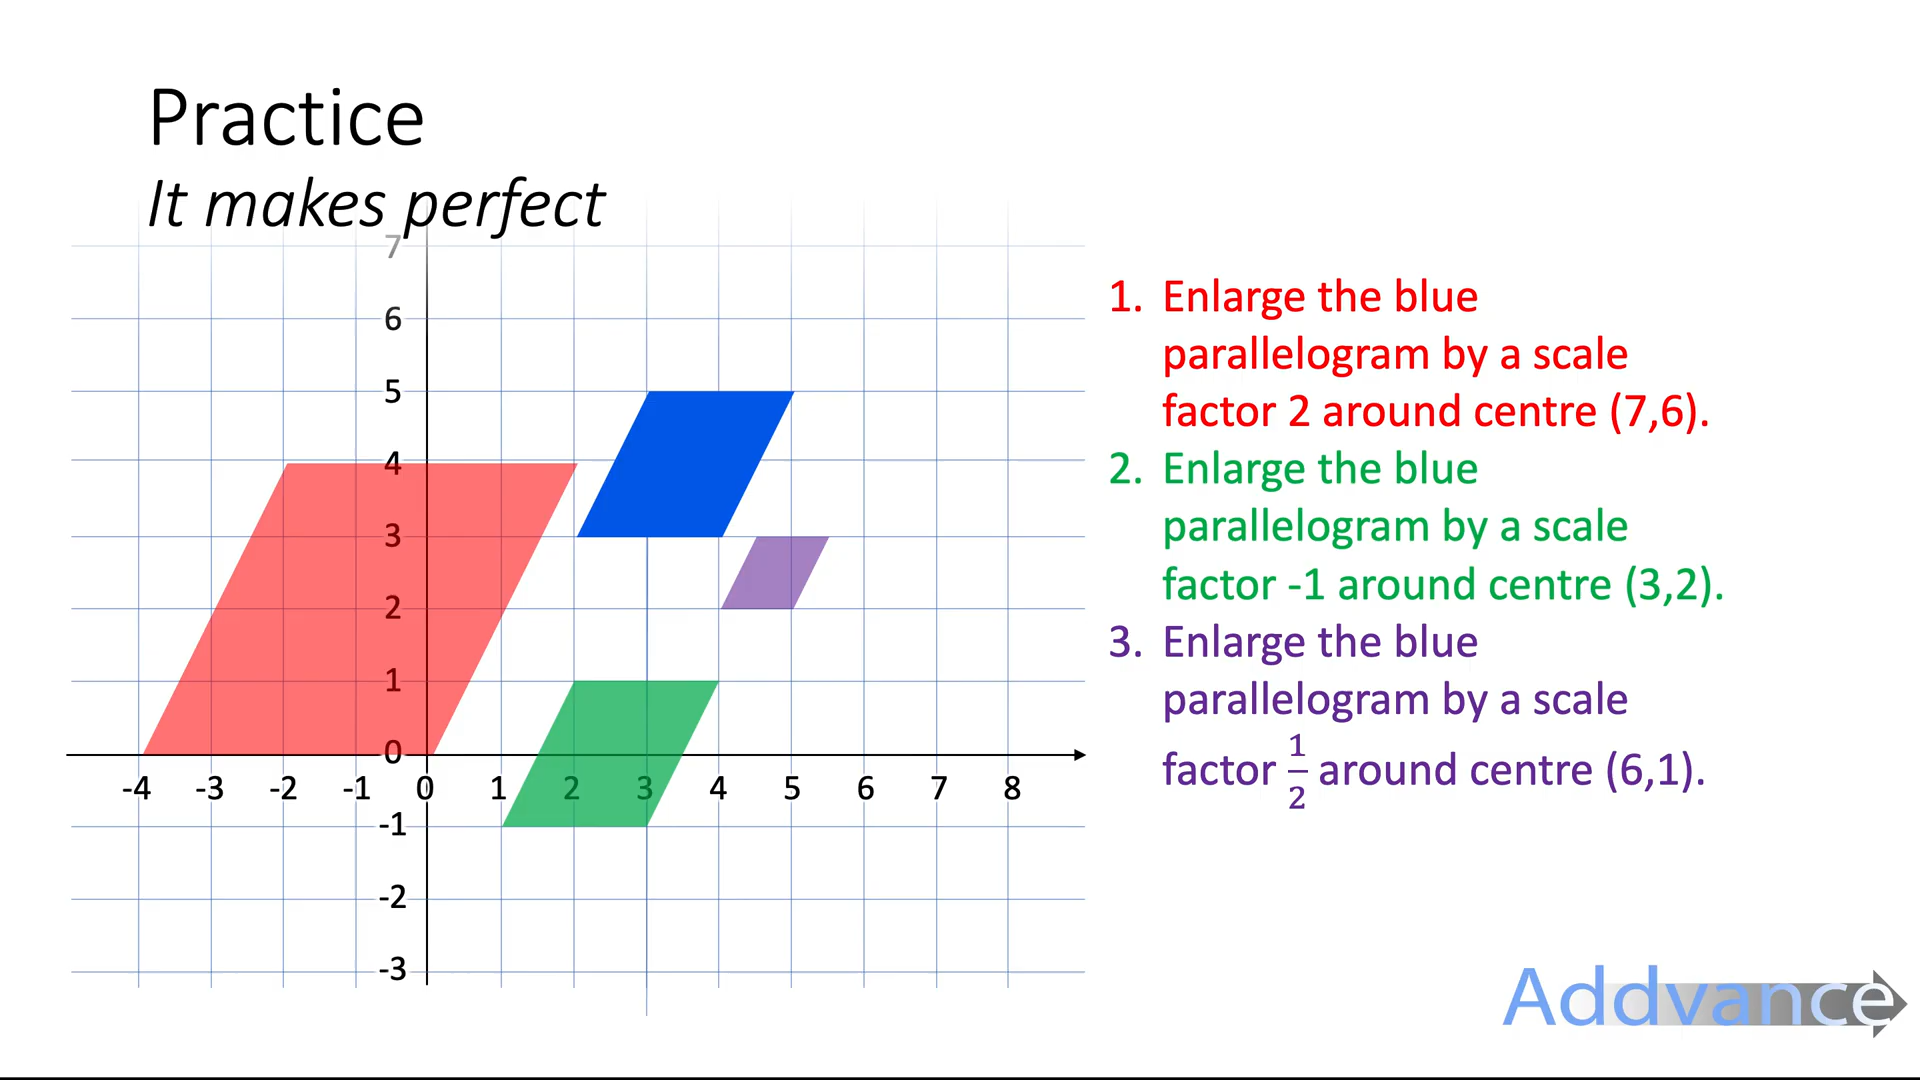 Practice
It makes perfect
7
6
5
4
3
2
1
0
-4 -3 -2 -1 0 1 2 3 4 5 6 7 8
-1
-2
-3
1. Enlarge the blue
parallelogram by a scale
factor 2 around centre (7,6).
2. Enlarge the blue
parallelogram by a scale
factor -1 around centre (3,2).
3. Enlarge the blue
parallelogram by a scale
factor 1/2 around centre (6,1).
Addvance